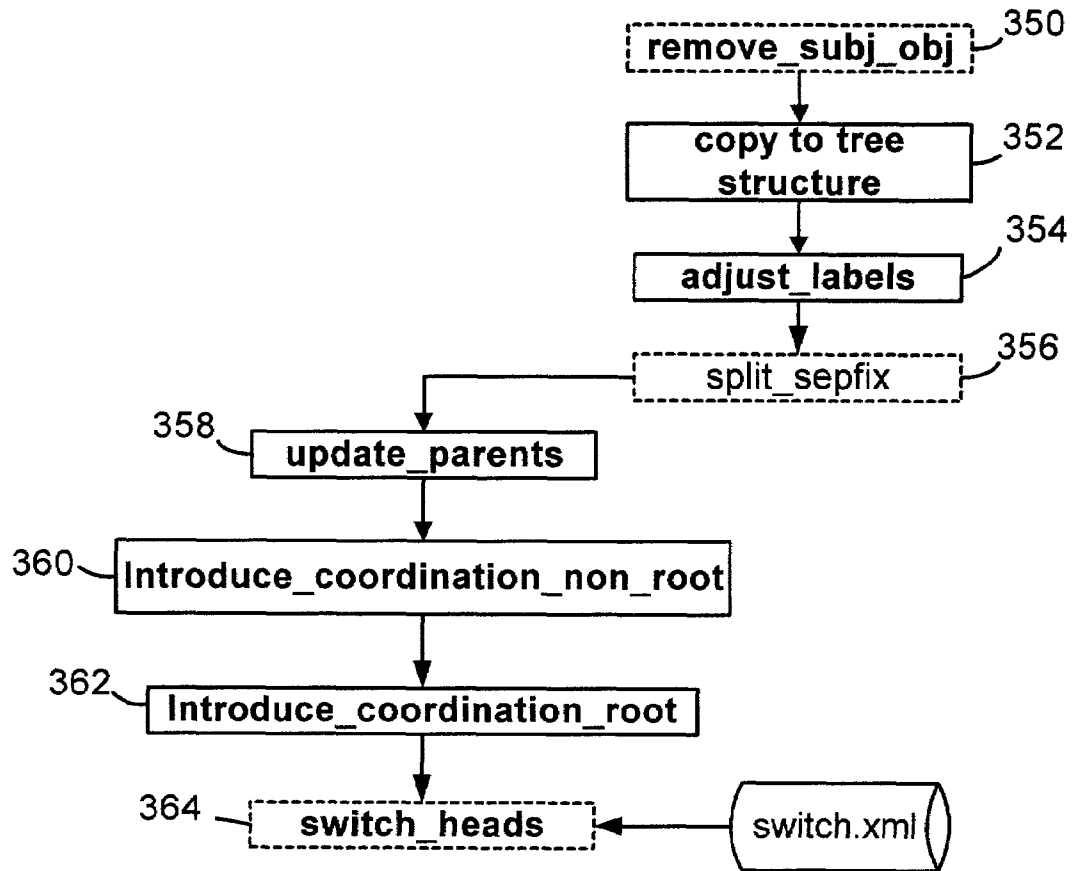 350
remove_subj_obj
copy to tree
structure
352
354
adjust_labels
356
split_sepfix
358
update_parents
360
Introduce_coordination_non_root
362
Introduce_coordination_root
364
switch_heads
switch.xml